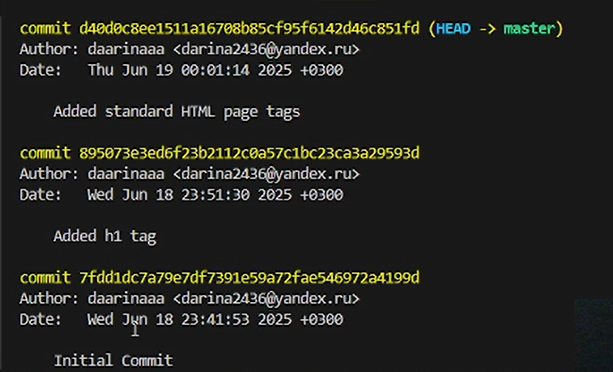 commit d40d0c8ee1511a16708b85cf95f6142d46c851fd (HEAD -> master)
Author: daarinaaa <darina2436@yandex.ru>
Date:   Thu Jun 19 00:01:14 2025 +0300
Added standard HTML page tags
commit 895073e3ed6f23b2112c0a57c1bc23ca3a29593d
Author: daarinaaa <darina2436@yandex.ru>
Date:   Wed Jun 18 23:51:30 2025 +0300
Added h1 tag
commit 7fdd1dc7a79e7df7391e59a72fae546972a4199d
Author: daarinaaa <darina2436@yandex.ru>
Date:   Wed Jun 18 23:41:53 2025 +0300
Initial Commit